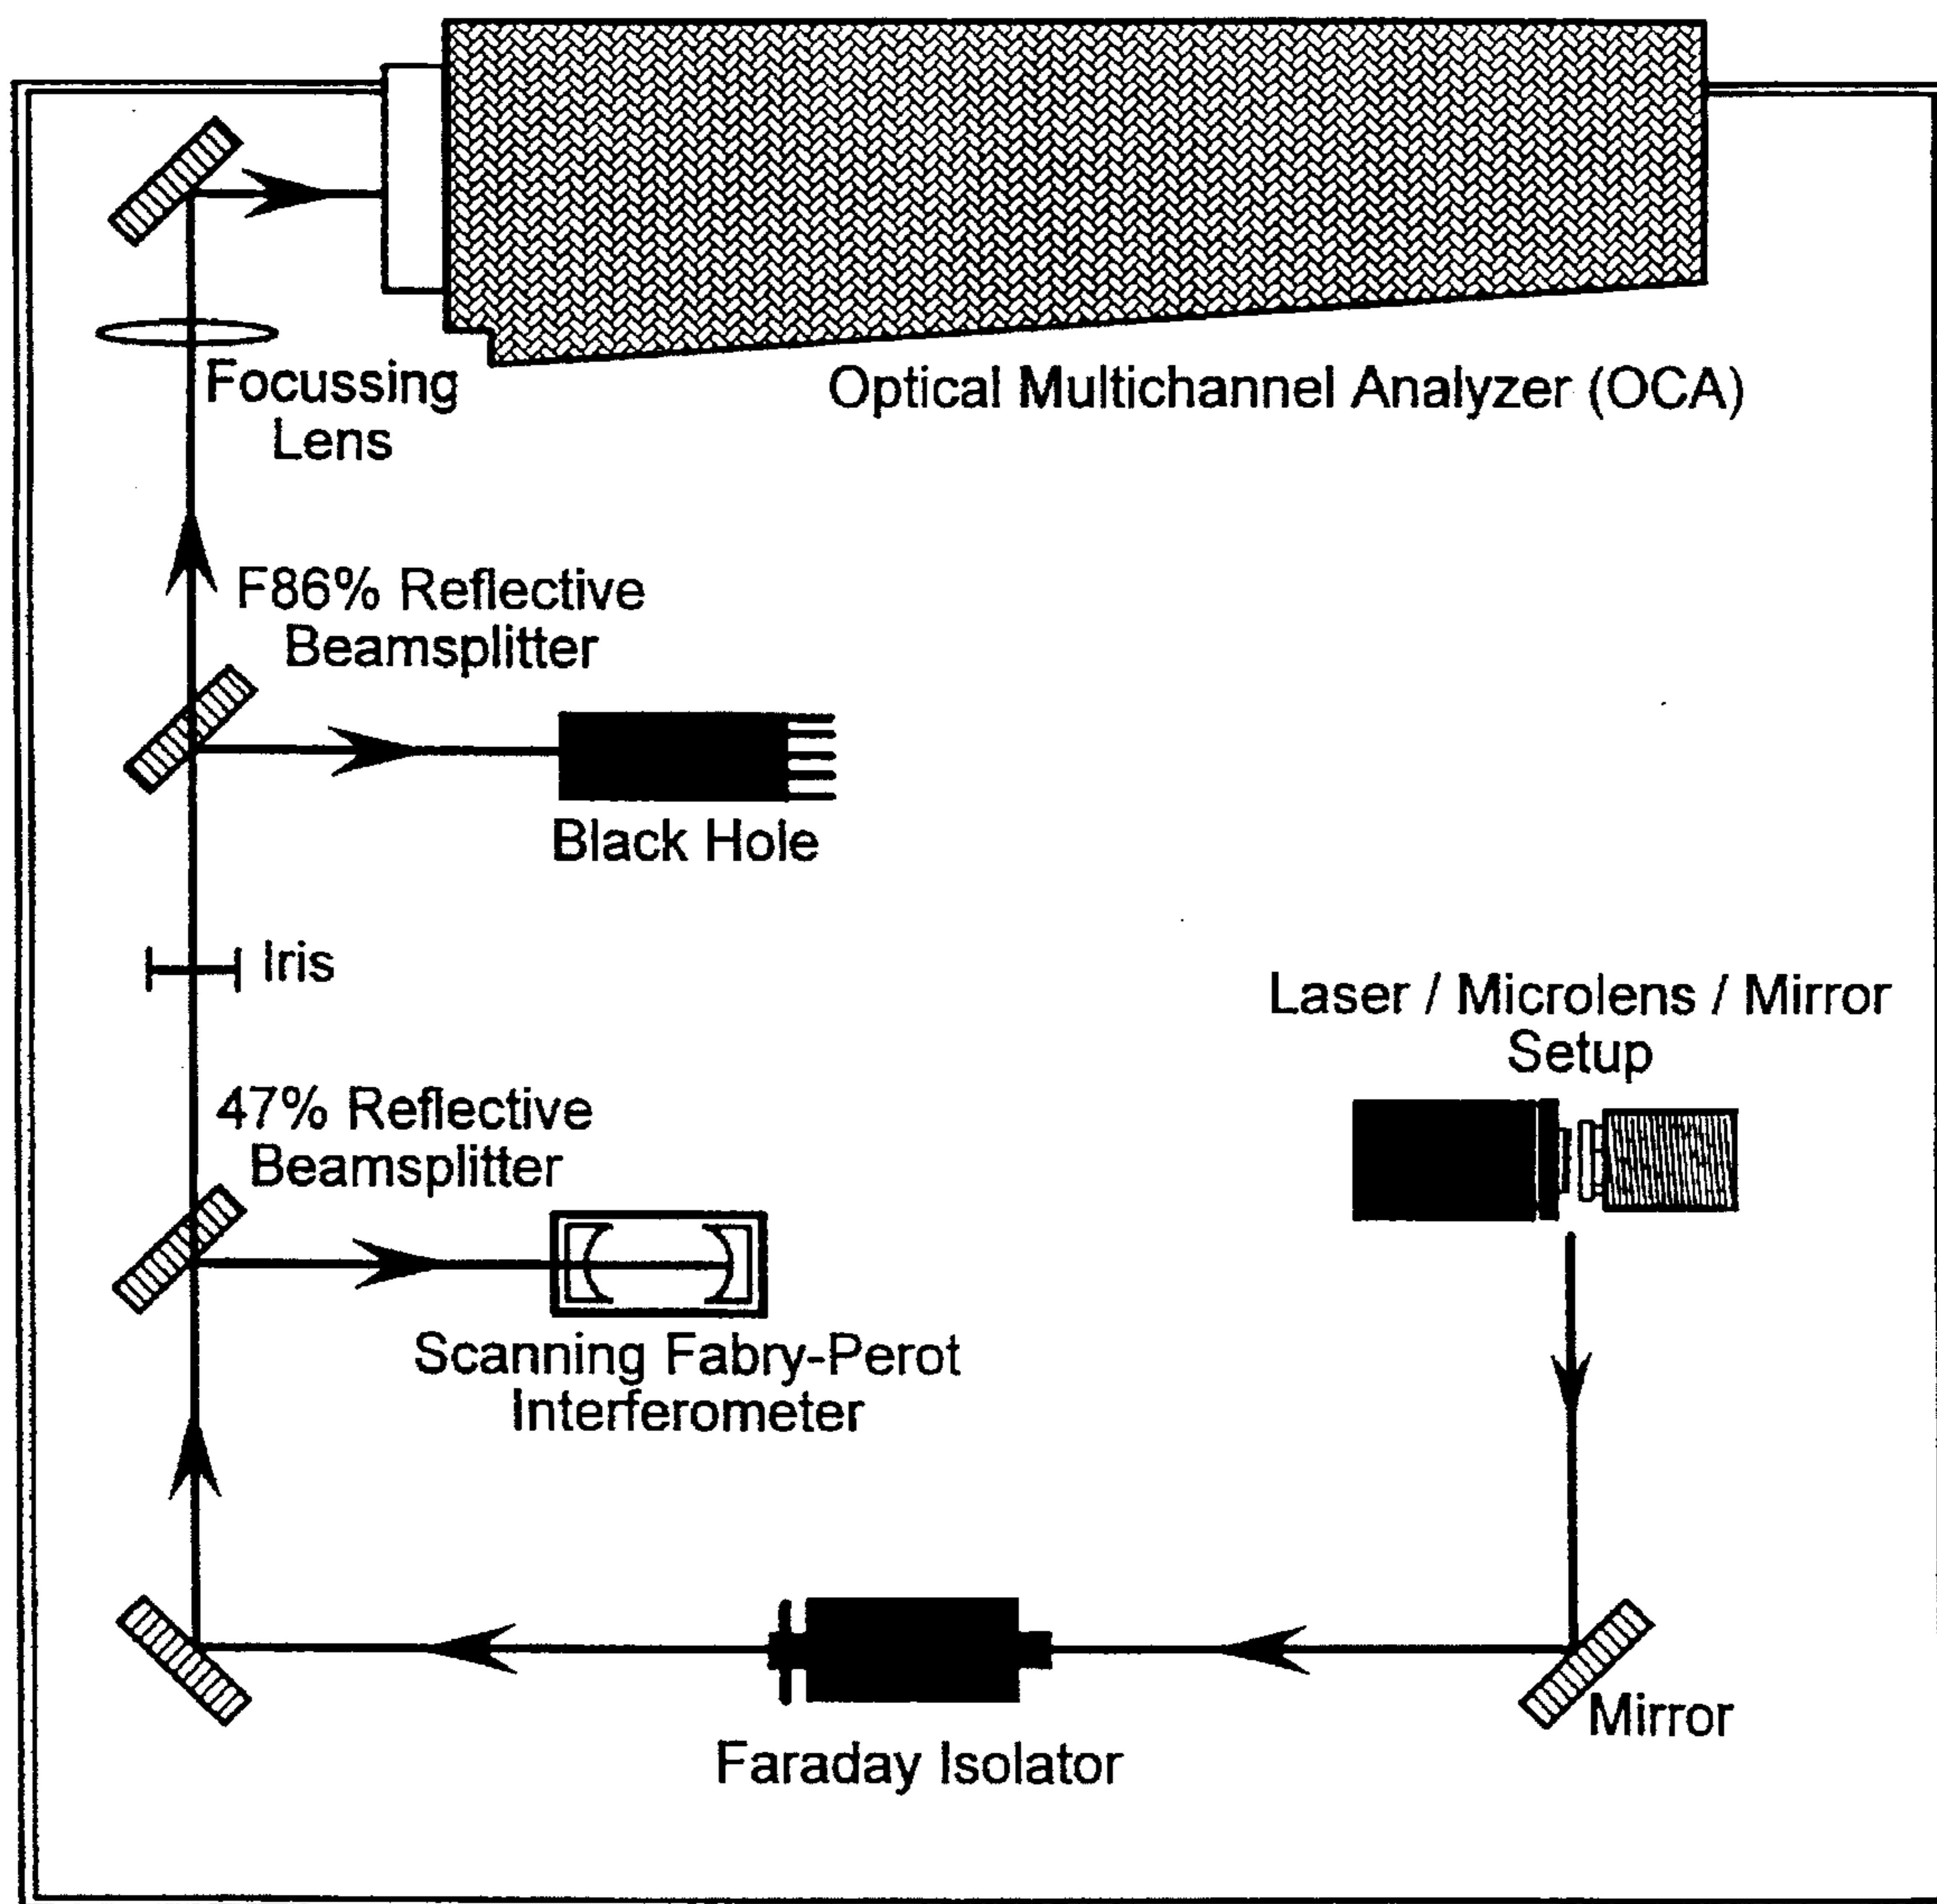 Focussing
Lens
Optical Multichannel Analyzer (OCA)
F86% Reflective
Beamsplitter
Black Hole
Iris
Laser / Microlens / Mirror
Setup
47% Reflective
Beamsplitter
Scanning Fabry-Perot
Interferometer
Mirror
Faraday Isolator